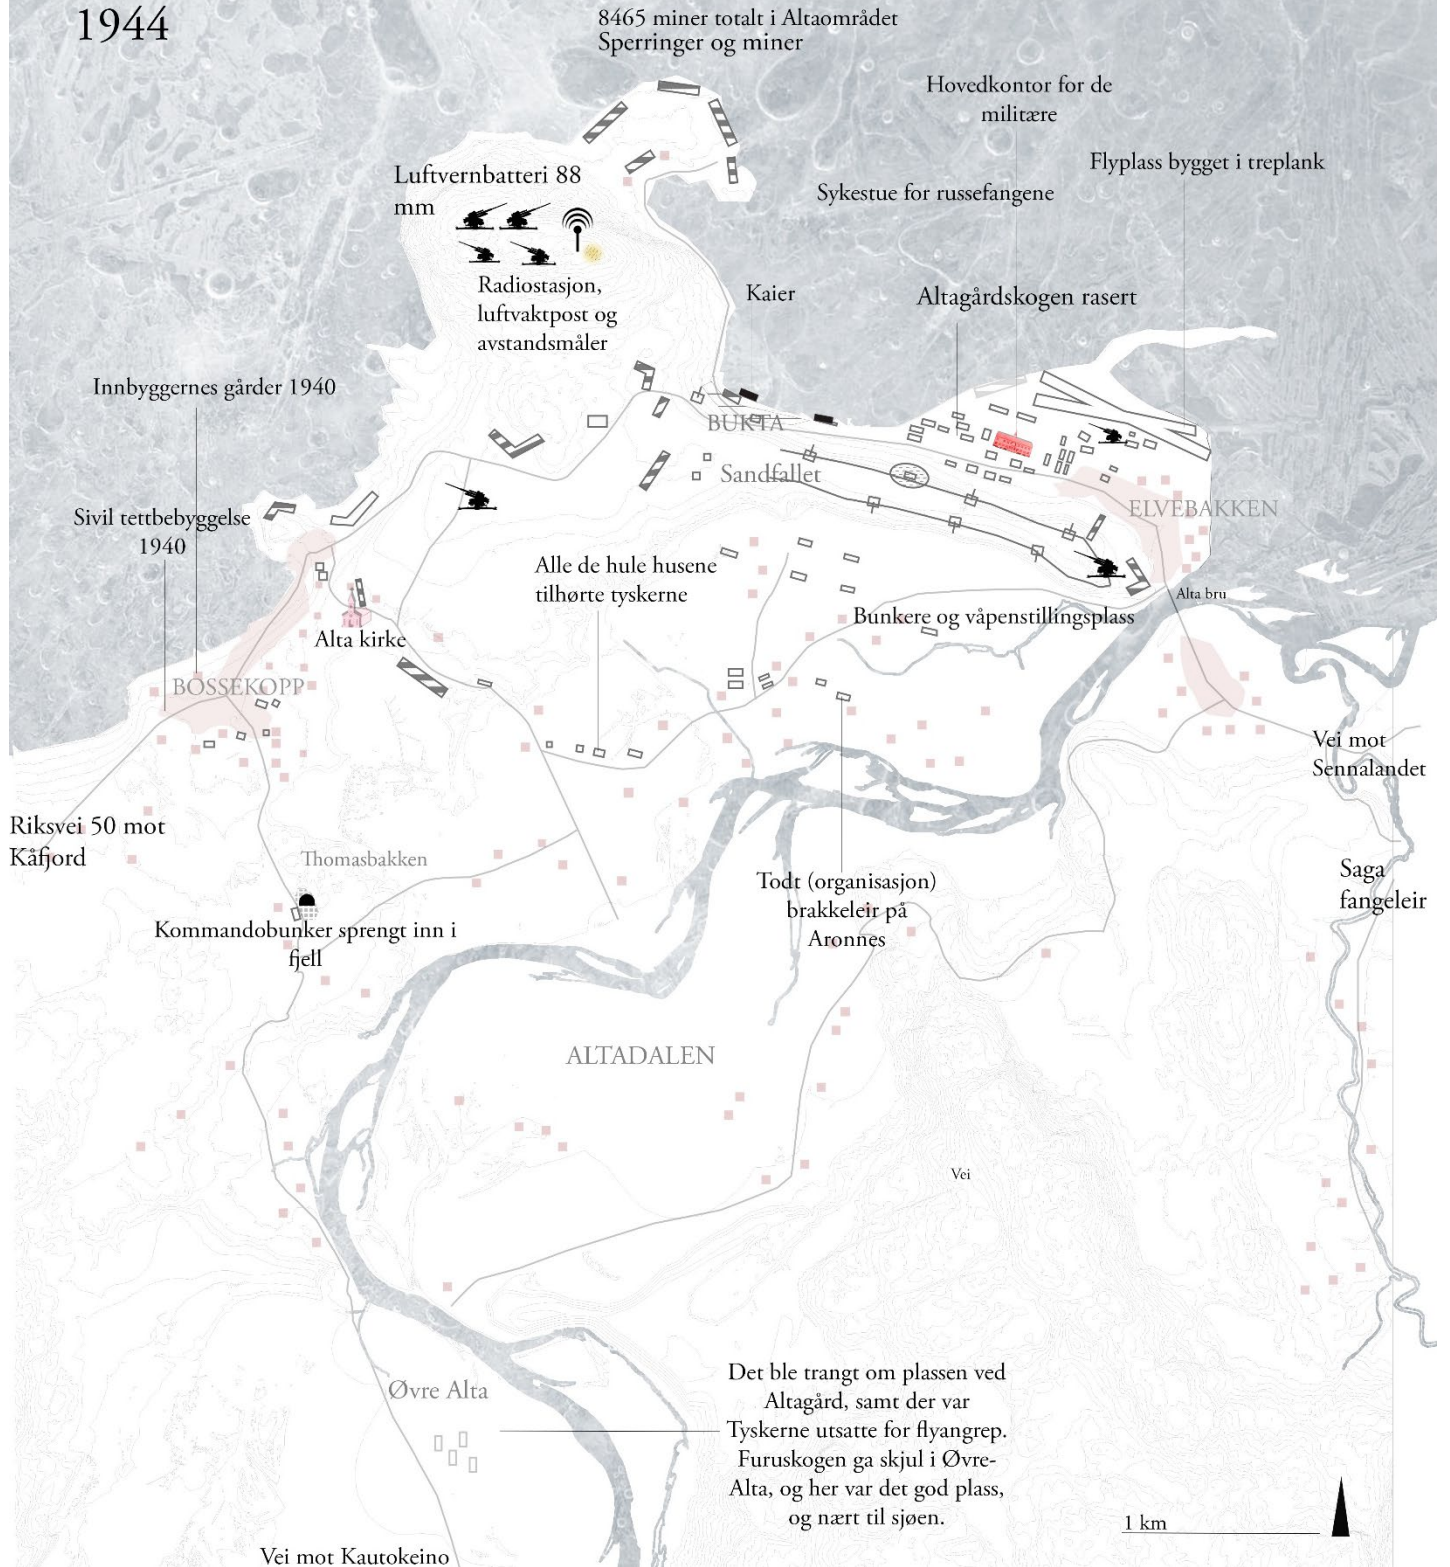 1944
8465 miner totalt i Altaområdet
Sperringer og miner
Hovedkontor for de
militære
Flyplass bygget i treplank
Sykestue for russefangene
Luftvernbatteri 88
mm
Radiostasjon,
luftvaktpost og
avstandsmåler
Kaier
Altagårdskogen rasert
Innbyggernes gårder 1940
BUKTA
Sandfallet
ELVEBAKKEN
Sivil tettbebyggelse
1940
Alle de hule husene
tilhørte tyskerne
Alta bru
Bunkere og våpenstillingsplass
Alta kirke
BOSSEKOPP
Vei mot
Sennalandet
Riksvei 50 mot
Kåfjord
Thomasbakken
Todt (organisasjon)
brakkeleir på
Aronnes
Saga
fangeleir
Kommandobunker sprengt inn i
fjell
ALTADALEN
Vei
Øvre Alta
Det ble trangt om plassen ved
Altagård, samt der var
Tyskerne utsatte for flyangrep.
Furuskogen ga skjul i Øvre-
Alta, og her var det god plass,
og nært til sjøen.
1 km
Vei mot Kautokeino